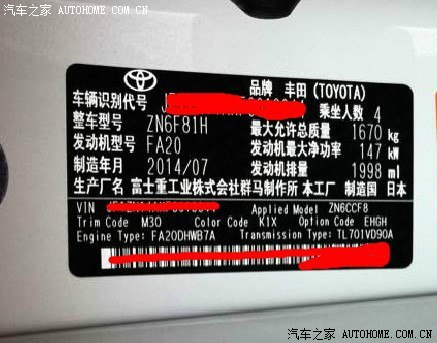 汽车之家 AUTOHOME.COM.CN
品牌 丰田(TOYOTA)
车辆识别代号 乘坐人数 4
整车型号 ZN6F81H 最大允许总质量 1670 kg
发动机型号 FA20 发动机最大净功率 147 kW
制造年月 2014/07 发动机排量 1998 ml
生产厂名 富士重工业株式会社群马制作所 本工厂 制造国 日本
VIN Applied Model ZN6CCF8
Trim Code M30 Color Code K1X Option Code EHGH
Engine Type: FA20DHWB7A Transmission Type: TL701VD90A
汽车之家 AUTOHOME.COM.CN